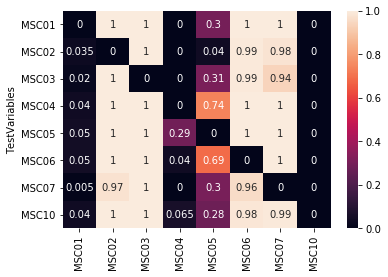 MSC01 0 1 1 0 0.3 1 1 0 1.0
MSC02 0.035 0 1 0 0.04 0.99 0.98 0
MSC03 0.02 1 0 0 0.31 0.99 0.94 0 0.8
MSC04 0.04 1 1 0 0.74 1 1 0 0.6
TestVariables
MSC05 0.05 1 1 0.29 0 1 1 0
MSC06 0.05 1 1 0.04 0.69 0 1 0 0.4
MSC07 0.005 0.97 1 0 0.3 0.96 0 0 0.2
MSC10 0.04 1 1 0.065 0.28 0.98 0.99 0 0.0
MSC01 MSC02 MSC03 MSC04 MSC05 MSC06 MSC07 MSC10